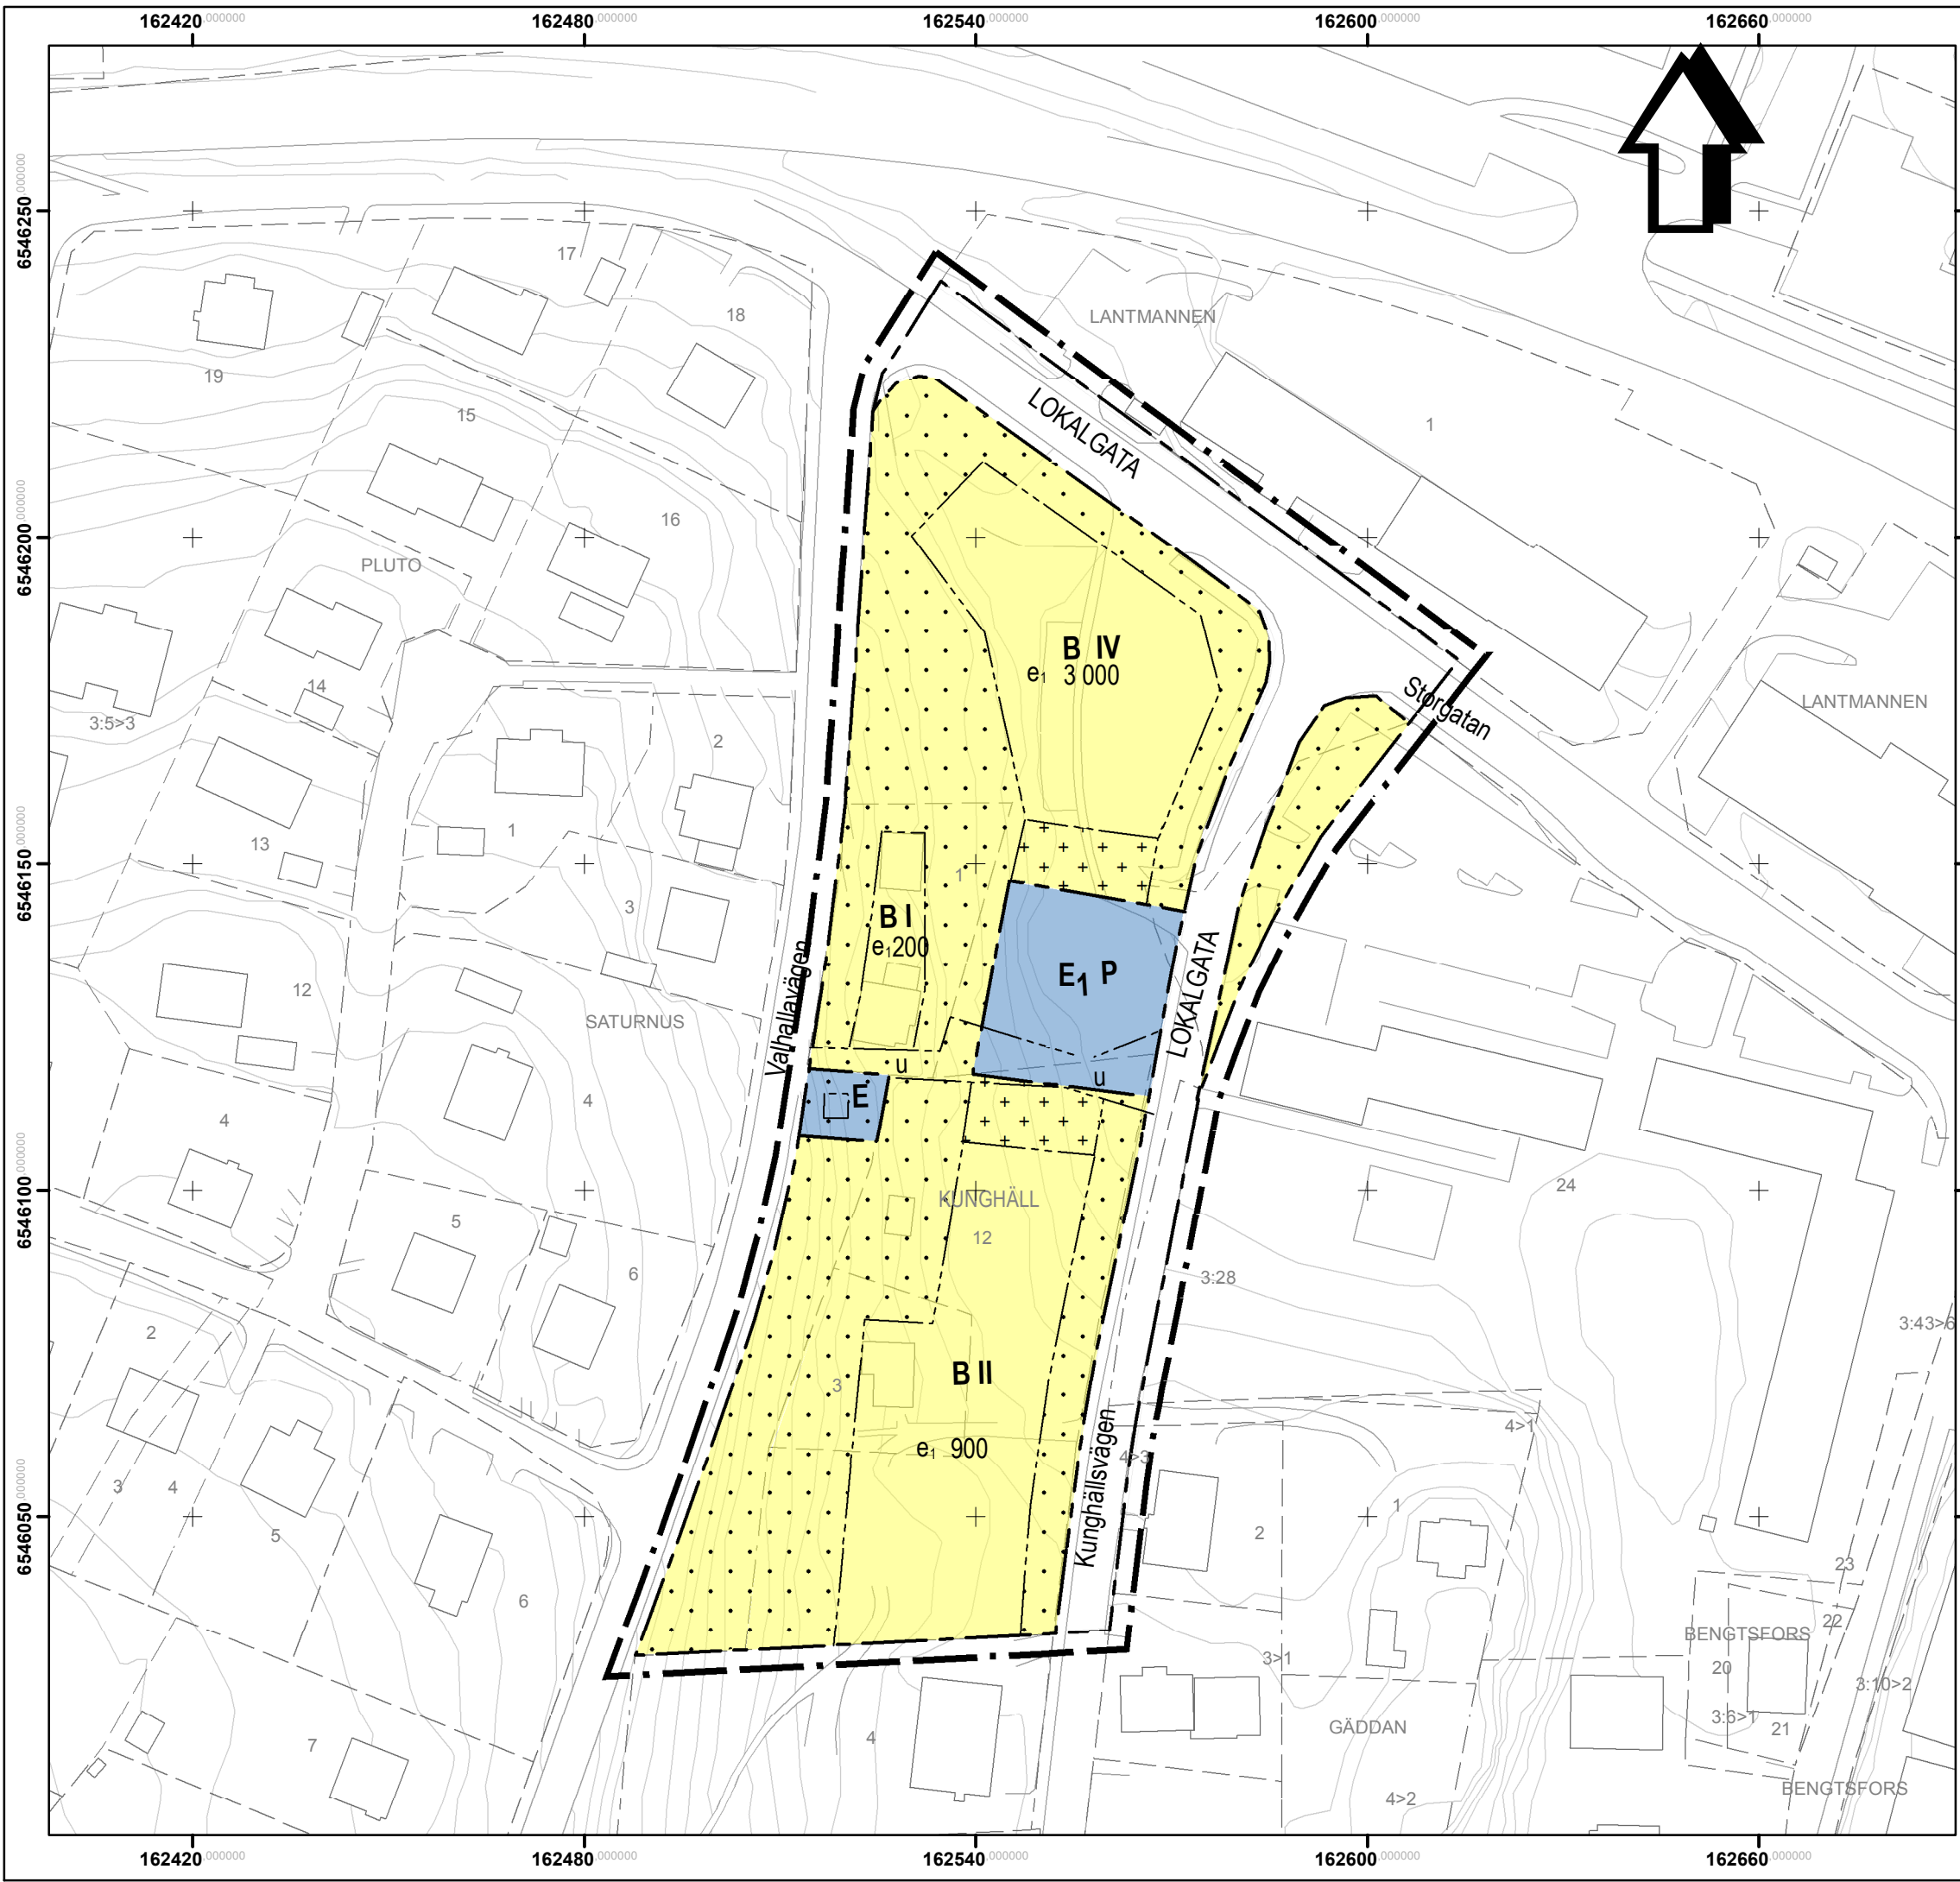 162420.000000 162480.000000 162540.000000 162600.000000 162660.000000
6546250.000000
6546200.000000
6546150.000000
6546100.000000
6546050.000000
17
18
LANTMANNEN
19
15
LOKALGATA
1
16
PLUTO
B IV
e1 3 000
14
3:5>3
2
Storgatan
LANTMANNEN
13
1
3
1
B I
e1 200
E1 P
LOKALGATA
Valhallavägen
12
SATURNUS
u
u
E
4
4
KUNGHÄLL
12
24
5
6
3:28
2
3:43>6
3
B II
e1 900
Kunghällsvägen
4>3
4>1
3
4
5
6
2
1
23
22
BENGTSFORS
20
3:10>2
3:6>1
21
3>1
GÄDDAN
7
4
4>2
BENGTSFORS
162420.000000 162480.000000 162540.000000 162600.000000 162660.000000